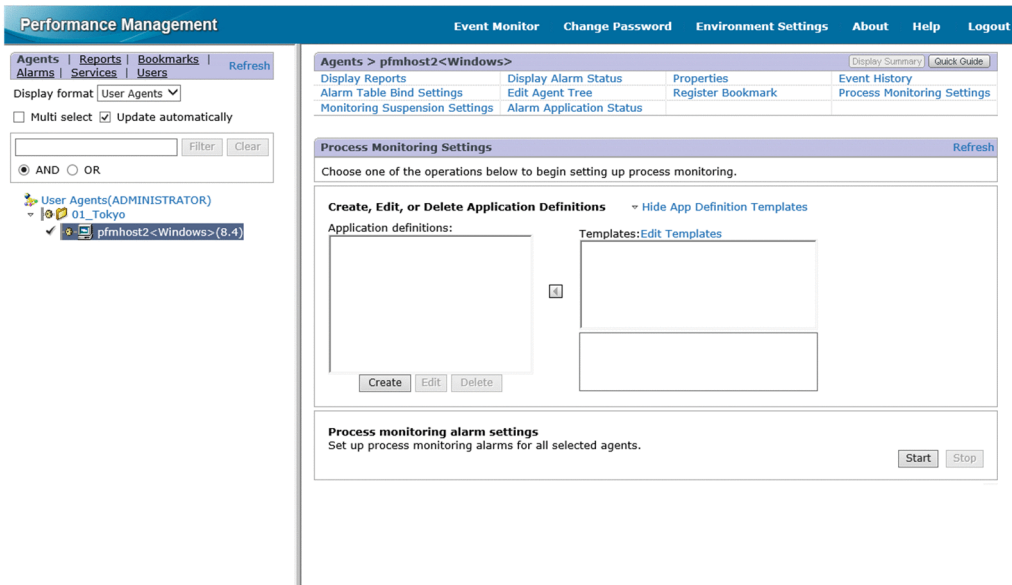 Performance Management
Event Monitor Change Password Environment Settings About Help Logout
Agents | Reports | Bookmarks |
Alarms | Services | Users
Refresh
Display format User Agents
Multi select Update automatically
Filter Clear
AND OR
User Agents(ADMINISTRATOR)
01_Tokyo
pfmhost2<Windows>(8.4)
Agents > pfmhost2<Windows>
Display Summary Quick Guide
Display Reports Display Alarm Status Properties Event History
Alarm Table Bind Settings Edit Agent Tree Register Bookmark Process Monitoring Settings
Monitoring Suspension Settings Alarm Application Status
Process Monitoring Settings Refresh
Choose one of the operations below to begin setting up process monitoring.
Create, Edit, or Delete Application Definitions Hide App Definition Templates
Application definitions:
Templates:Edit Templates
Create Edit Delete
Process monitoring alarm settings
Set up process monitoring alarms for all selected agents.
Start Stop